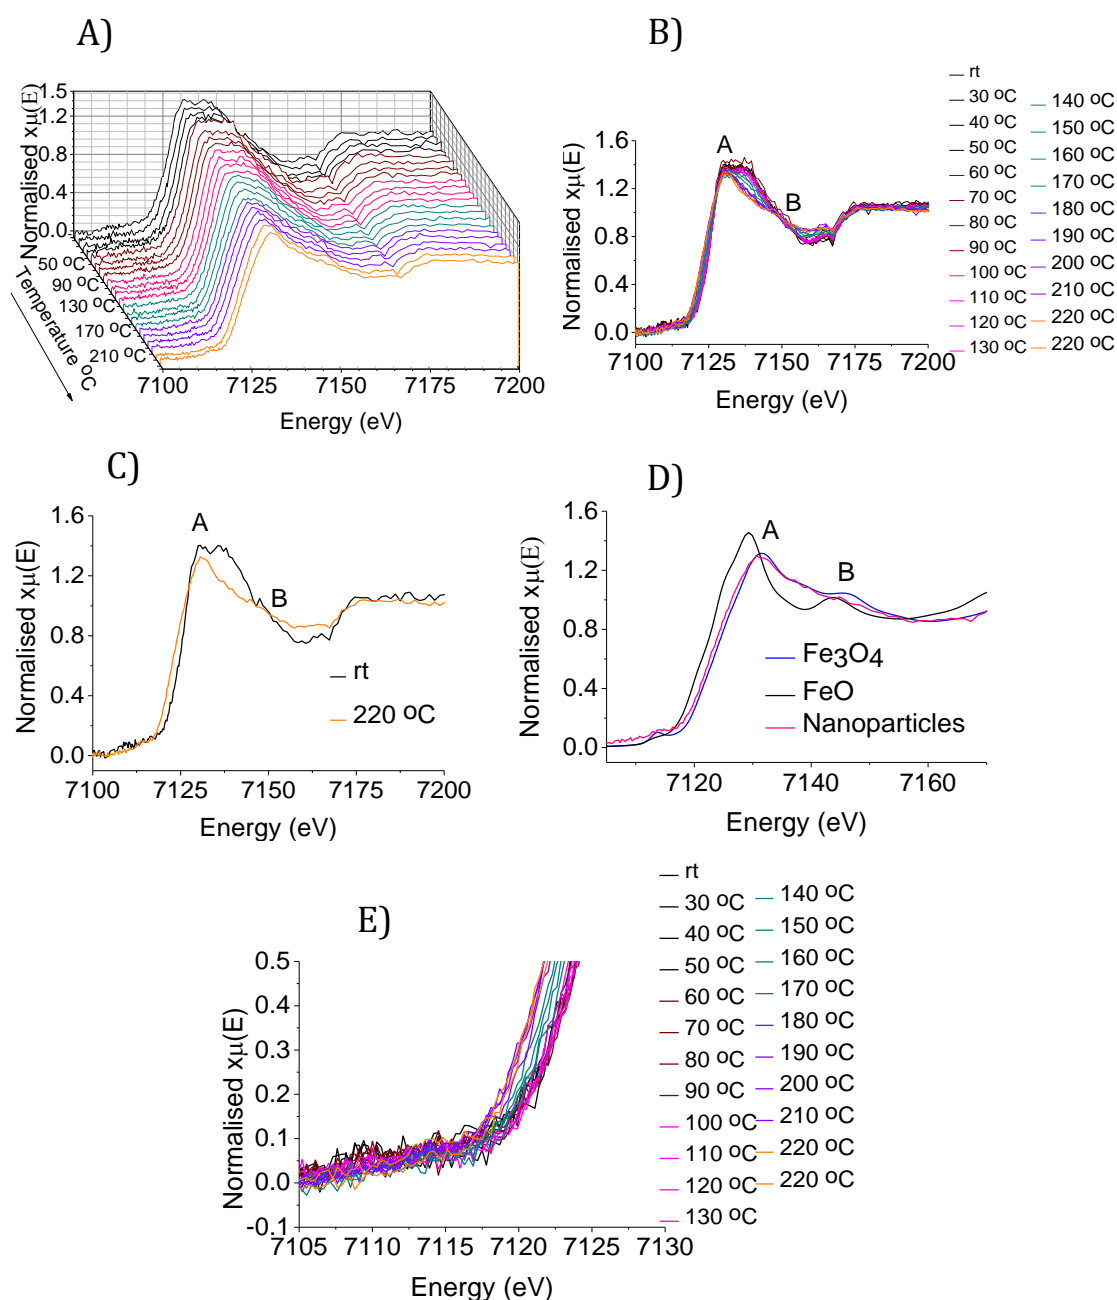 A)
1.5
1.2
0.8
0.4
0.0
Normalised xμ(E)
50 ºC
90 ºC
130 ºC
170 ºC
210 ºC
Temperature ºC
7100 7125 7150 7175 7200
Energy (eV)
B)
1.6
1.2
0.8
0.4
0.0
Normalised xμ(E)
A
B
7100 7125 7150 7175 7200
Energy (eV)
rt
30 ºC
40 ºC
50 ºC
60 ºC
70 ºC
80 ºC
90 ºC
100 ºC
110 ºC
120 ºC
130 ºC
140 ºC
150 ºC
160 ºC
170 ºC
180 ºC
190 ºC
200 ºC
210 ºC
220 ºC
220 ºC
C)
1.6
1.2
0.8
0.4
0.0
Normalised xμ(E)
A
B
rt
220 ºC
7100 7125 7150 7175 7200
Energy (eV)
D)
1.6
1.2
0.8
0.4
0.0
Normalised xμ(E)
A
B
Fe3O4
FeO
Nanoparticles
7120 7140 7160
Energy (eV)
E)
0.5
0.4
0.3
0.2
0.1
0.0
-0.1
Normalised xμ(E)
7105 7110 7115 7120 7125 7130
Energy (eV)
rt
30 ºC
40 ºC
50 ºC
60 ºC
70 ºC
80 ºC
90 ºC
100 ºC
110 ºC
120 ºC
130 ºC
140 ºC
150 ºC
160 ºC
170 ºC
180 ºC
190 ºC
200 ºC
210 ºC
220 ºC
220 ºC